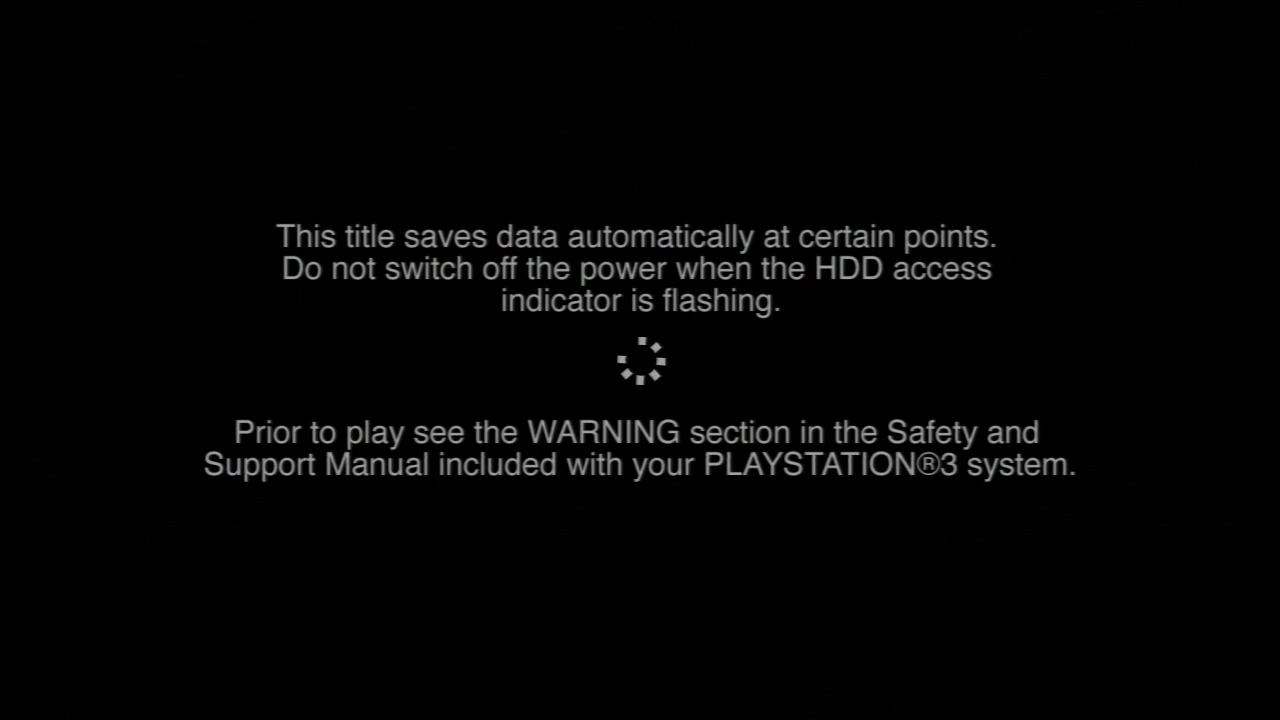 This title saves data automatically at certain points.
Do not switch off the power when the HDD access
indicator is flashing.
Prior to play see the WARNING section in the Safety and
Support Manual included with your PLAYSTATION®3 system.